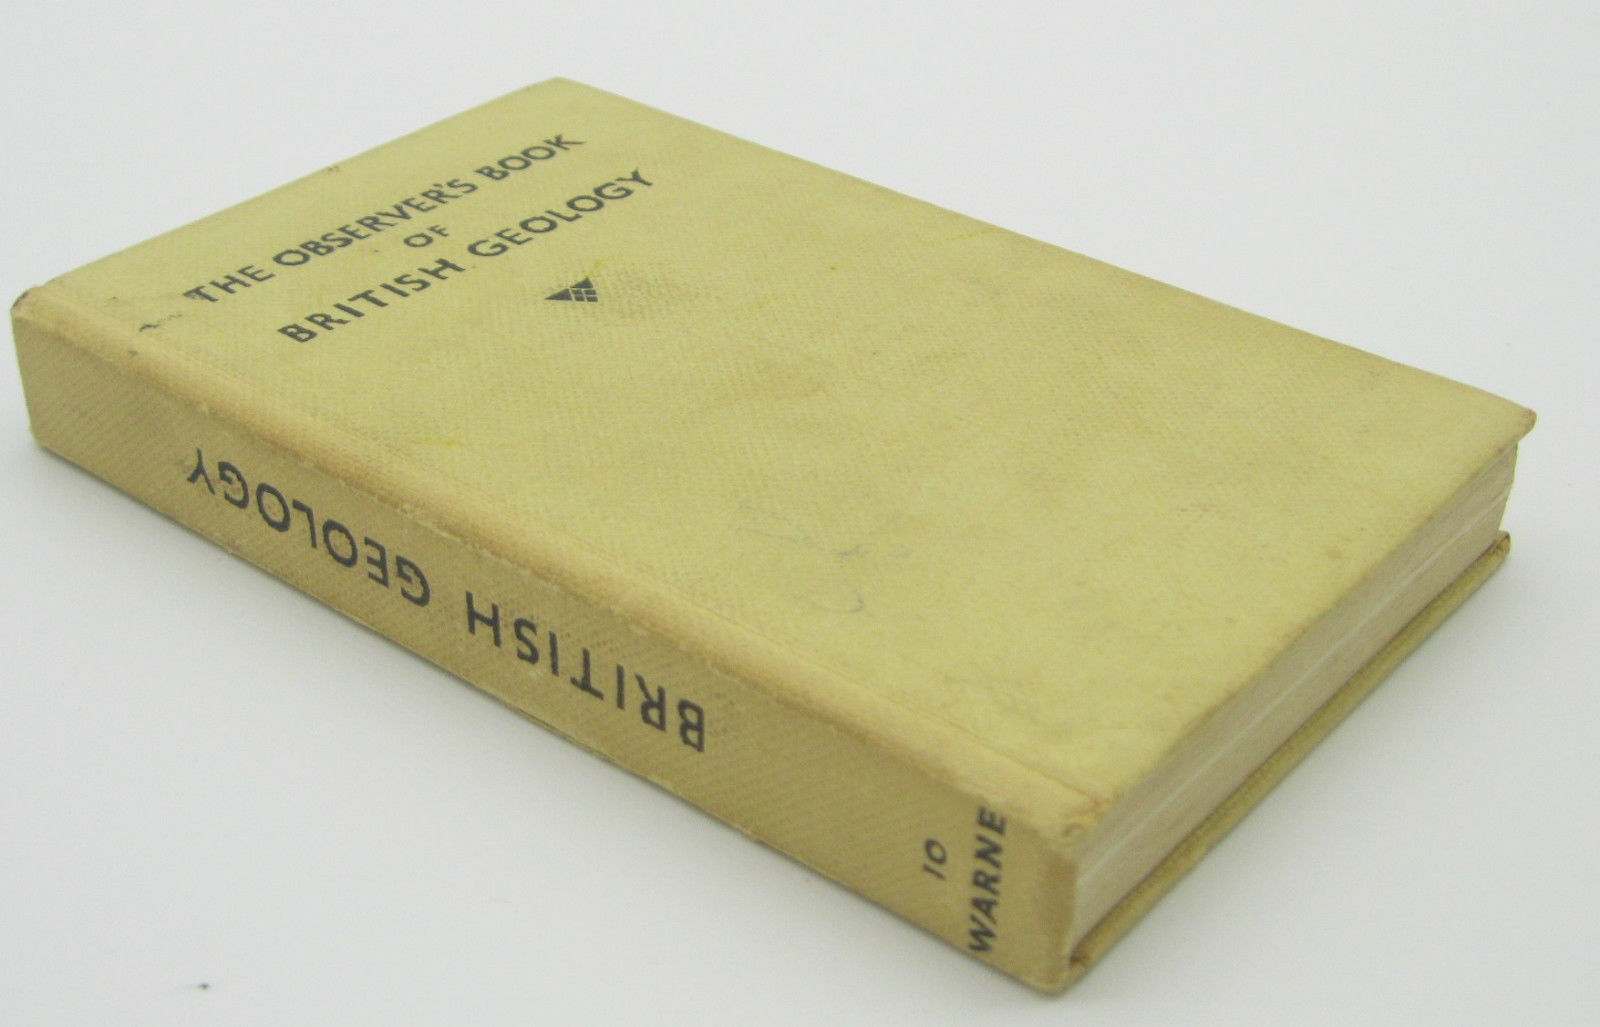 THE OBSERVER'S BOOK
OF
BRITISH GEOLOGY
BRITISH GEOLOGY
10
WARNE